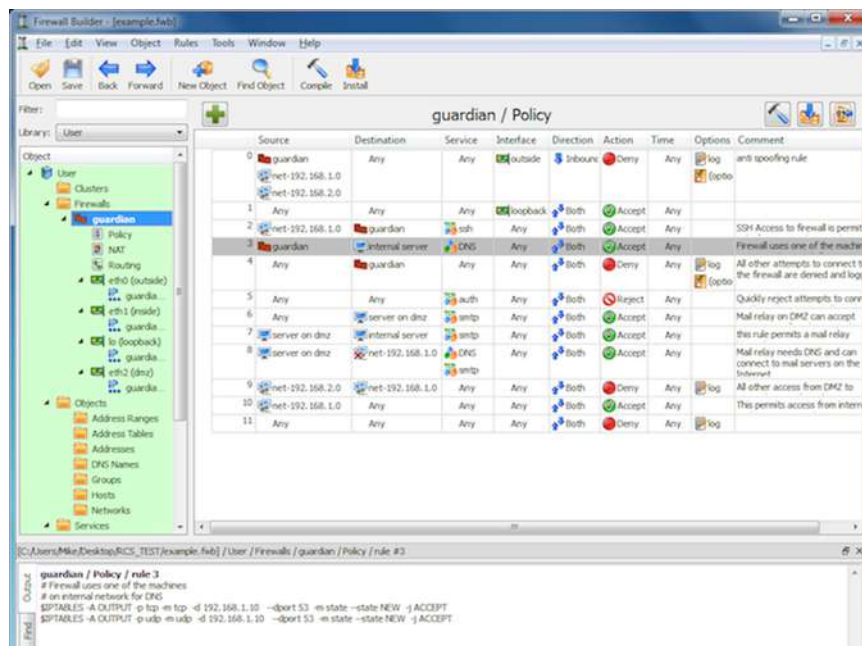 Firewall Builder - [example.fwb]
File Edit View Object Rules Tools Window Help
Open Save Back Forward New Object Find Object Compile Install
Filter:
Library: User
guardian / Policy
Object
User
Clusters
Firewalls
guardian
Policy
NAT
Routing
eth0 (outside)
guardia...
eth1 (inside)
guardia...
lo (loopback)
guardia...
eth2 (dmz)
guardia...
Objects
Address Ranges
Address Tables
Addresses
DNS Names
Groups
Hosts
Networks
Services
Source Destination Service Interface Direction Action Time Options Comment
0 guardian Any Any outside Inbound Deny Any log anti spoofing rule
net-192.168.1.0 (optio
net-192.168.2.0
1 Any Any Any loopback Both Accept Any
2 net-192.168.1.0 guardian ssh Any Both Accept Any SSH Access to firewall is permit
3 guardian internal server DNS Any Both Accept Any Firewall uses one of the machin
4 Any guardian Any Any Both Deny Any log All other attempts to connect t
(optio the firewall are denied and logg
5 Any Any auth Any Both Reject Any Quickly reject attempts to conr
6 Any server on dmz smtp Any Both Accept Any Mail relay on DMZ can accept
7 server on dmz internal server smtp Any Both Accept Any this rule permits a mail relay
8 server on dmz net-192.168.1.0 DNS Any Both Accept Any Mail relay needs DNS and can
smtp connect to mail servers on the
Internet
9 net-192.168.2.0 net-192.168.1.0 Any Any Both Deny Any log All other access from DMZ to
10 net-192.168.1.0 Any Any Any Both Accept Any This permits access from intern
11 Any Any Any Any Both Deny Any log
[C:/Users/Mike/Desktop/RCS_TEST/example.fwb] / User / Firewalls / guardian / Policy / rule #3
Output
Find
guardian / Policy / rule 3
# Firewall uses one of the machines
# on internal network for DNS
$IPTABLES -A OUTPUT -p tcp -m tcp -d 192.168.1.10 --dport 53 -m state --state NEW -j ACCEPT
$IPTABLES -A OUTPUT -p udp -m udp -d 192.168.1.10 --dport 53 -m state --state NEW -j ACCEPT